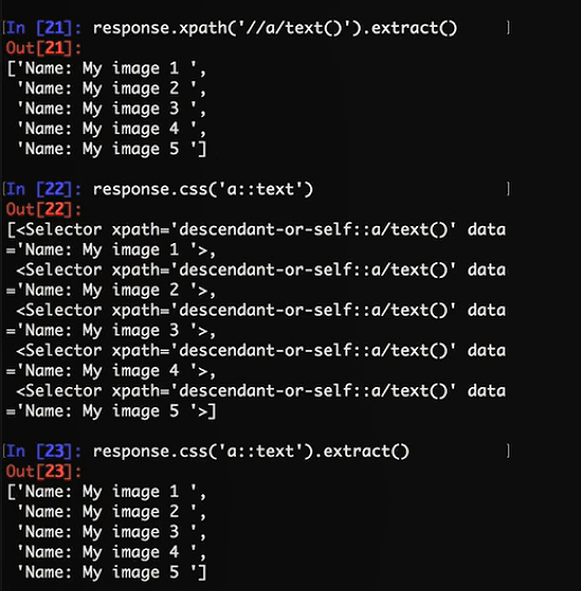 In [21]: response.xpath('//a/text()').extract()
Out[21]:
['Name: My image 1 ',
 'Name: My image 2 ',
 'Name: My image 3 ',
 'Name: My image 4 ',
 'Name: My image 5 ']
In [22]: response.css('a::text')
Out[22]:
[<Selector xpath='descendant-or-self::a/text()' data
='Name: My image 1 '>,
 <Selector xpath='descendant-or-self::a/text()' data
='Name: My image 2 '>,
 <Selector xpath='descendant-or-self::a/text()' data
='Name: My image 3 '>,
 <Selector xpath='descendant-or-self::a/text()' data
='Name: My image 4 '>,
 <Selector xpath='descendant-or-self::a/text()' data
='Name: My image 5 '>]
In [23]: response.css('a::text').extract()
Out[23]:
['Name: My image 1 ',
 'Name: My image 2 ',
 'Name: My image 3 ',
 'Name: My image 4 ',
 'Name: My image 5 ']